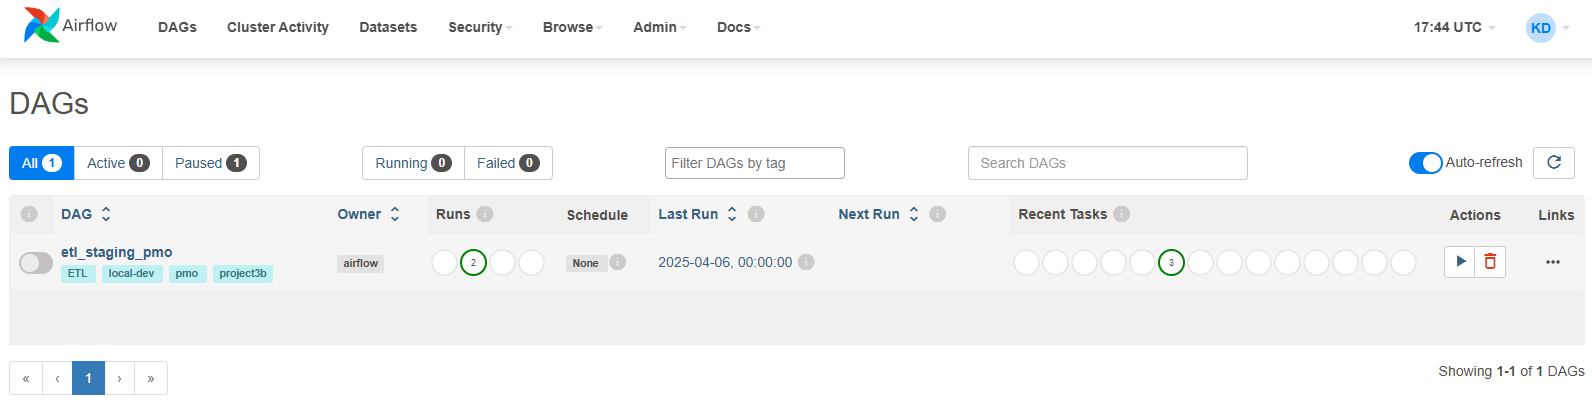 Airflow DAGs Cluster Activity Datasets Security Browse Admin Docs 17:44 UTC KD
DAGs
All 1 Active 0 Paused 1 Running 0 Failed 0 Filter DAGs by tag Search DAGs Auto-refresh
DAG Owner Runs Schedule Last Run Next Run Recent Tasks Actions Links
etl_staging_pmo
airflow 2 None 2025-04-06, 00:00:00 3
ETL local-dev pmo project3b
« ‹ 1 › »
Showing 1-1 of 1 DAGs